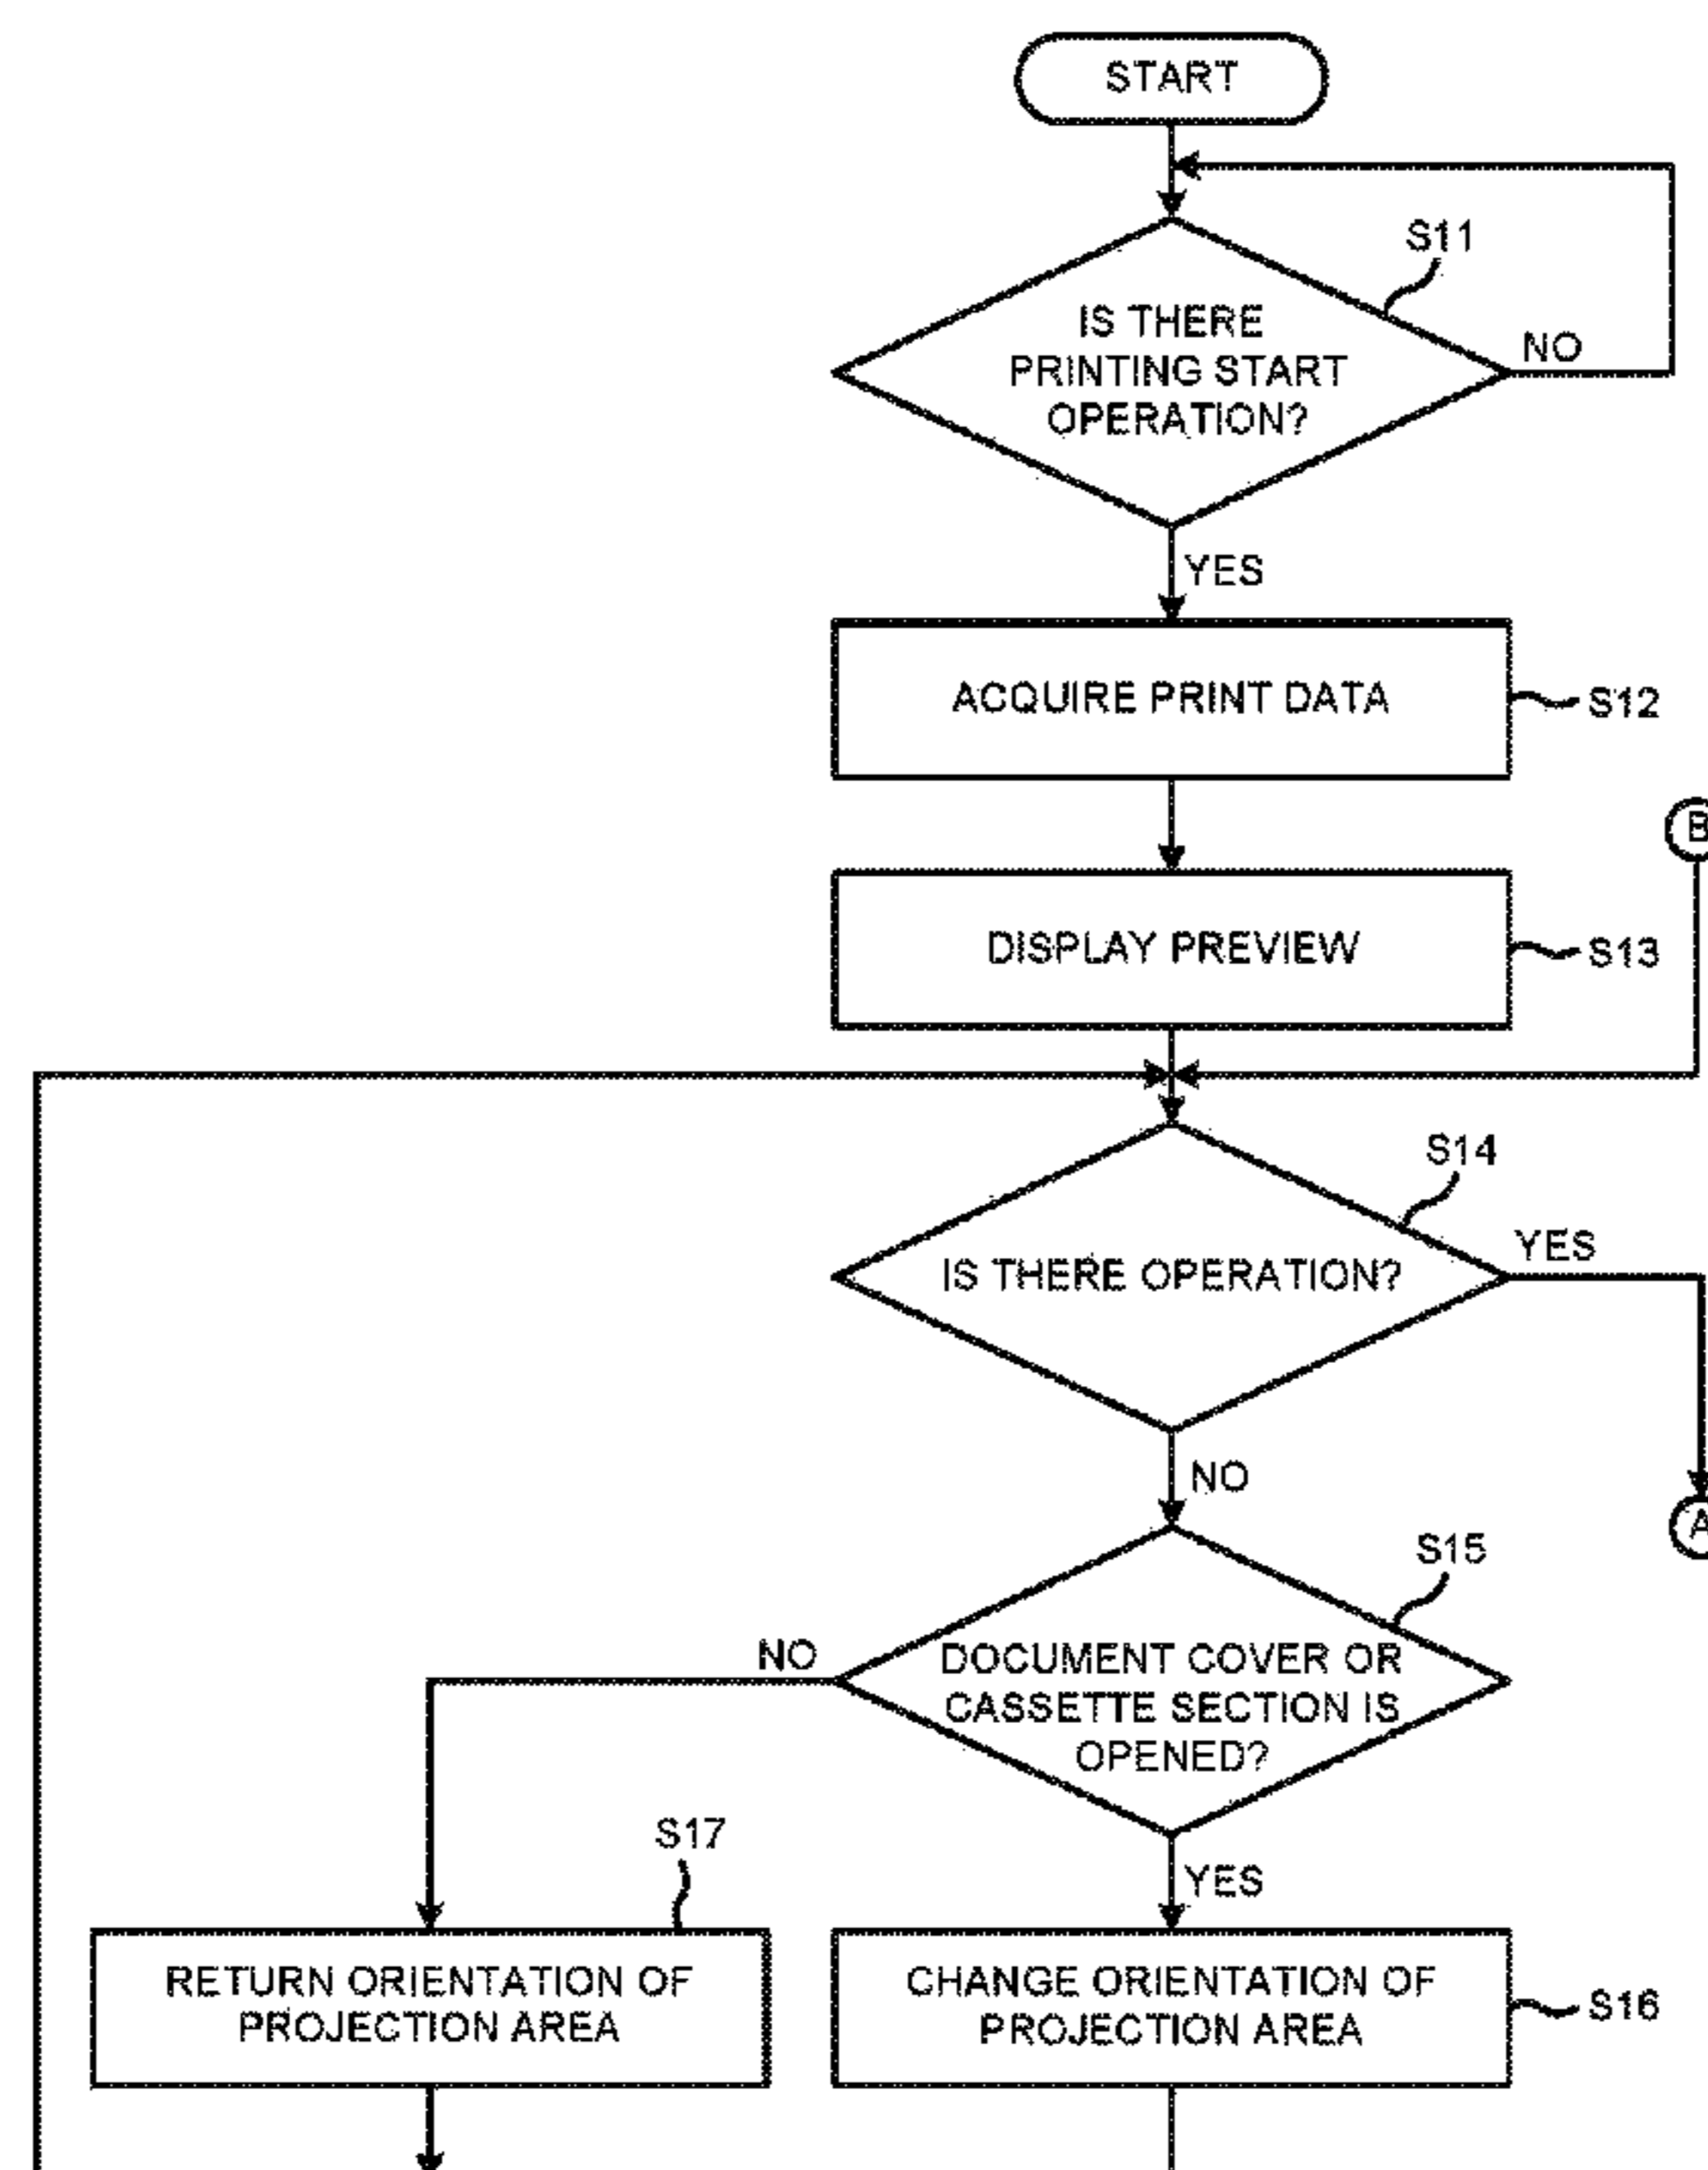 START
S11
IS THERE
PRINTING START
OPERATION?
NO
YES
ACQUIRE PRINT DATA
S12
B
DISPLAY PREVIEW
S13
S14
IS THERE OPERATION?
YES
NO
A
S15
DOCUMENT COVER OR
CASSETTE SECTION IS
OPENED?
NO
YES
S17
RETURN ORIENTATION OF
PROJECTION AREA
CHANGE ORIENTATION OF
PROJECTION AREA
S16